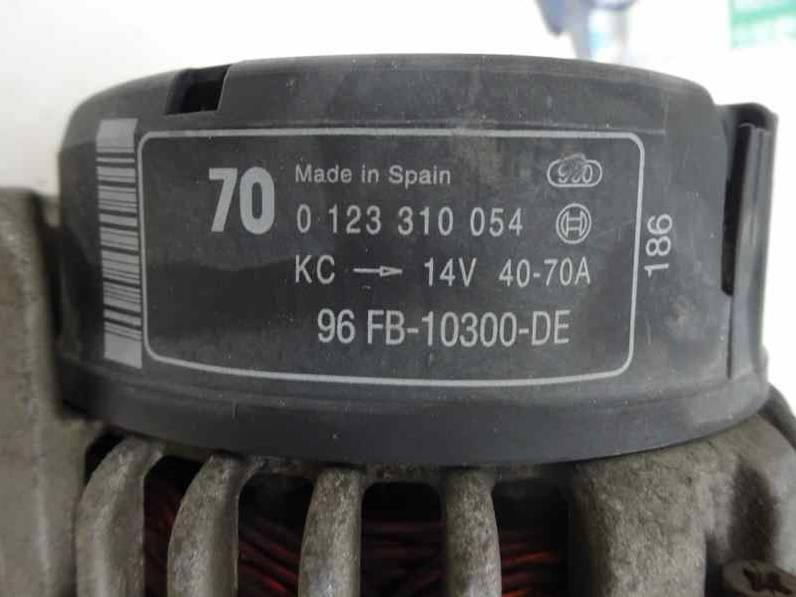 70
Made in Spain
0 123 310 054
KC → 14V 40-70A
96 FB-10300-DE
186